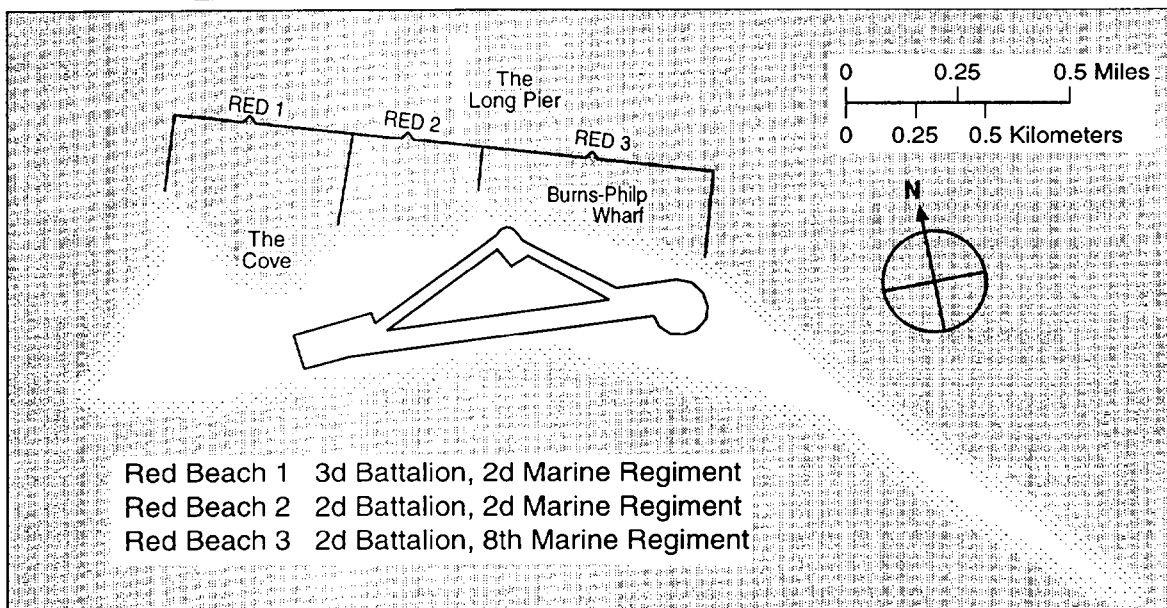 The
Long Pier
RED 1
RED 2
RED 3
Burns-Philp
Wharf
The
Cove
0 0.25 0.5 Miles
0 0.25 0.5 Kilometers
N
Red Beach 1 3d Battalion, 2d Marine Regiment
Red Beach 2 2d Battalion, 2d Marine Regiment
Red Beach 3 2d Battalion, 8th Marine Regiment